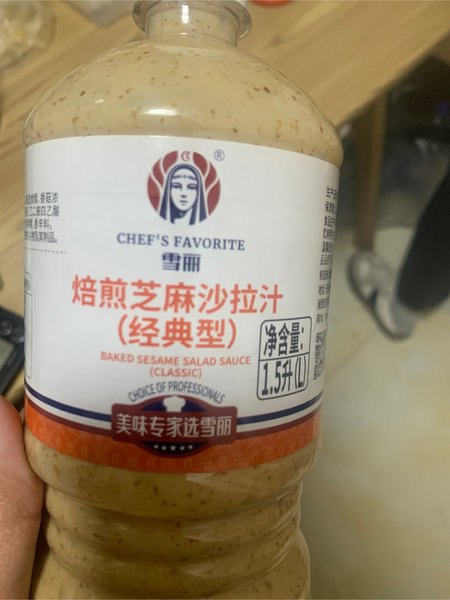 ®
CHEF'S FAVORITE
雪丽
焙煎芝麻沙拉汁
(经典型)
BAKED SESAME SALAD SAUCE
(CLASSIC)
净含量:
1.5升(L)
CHOICE OF PROFESSIONALS
美味专家选雪丽